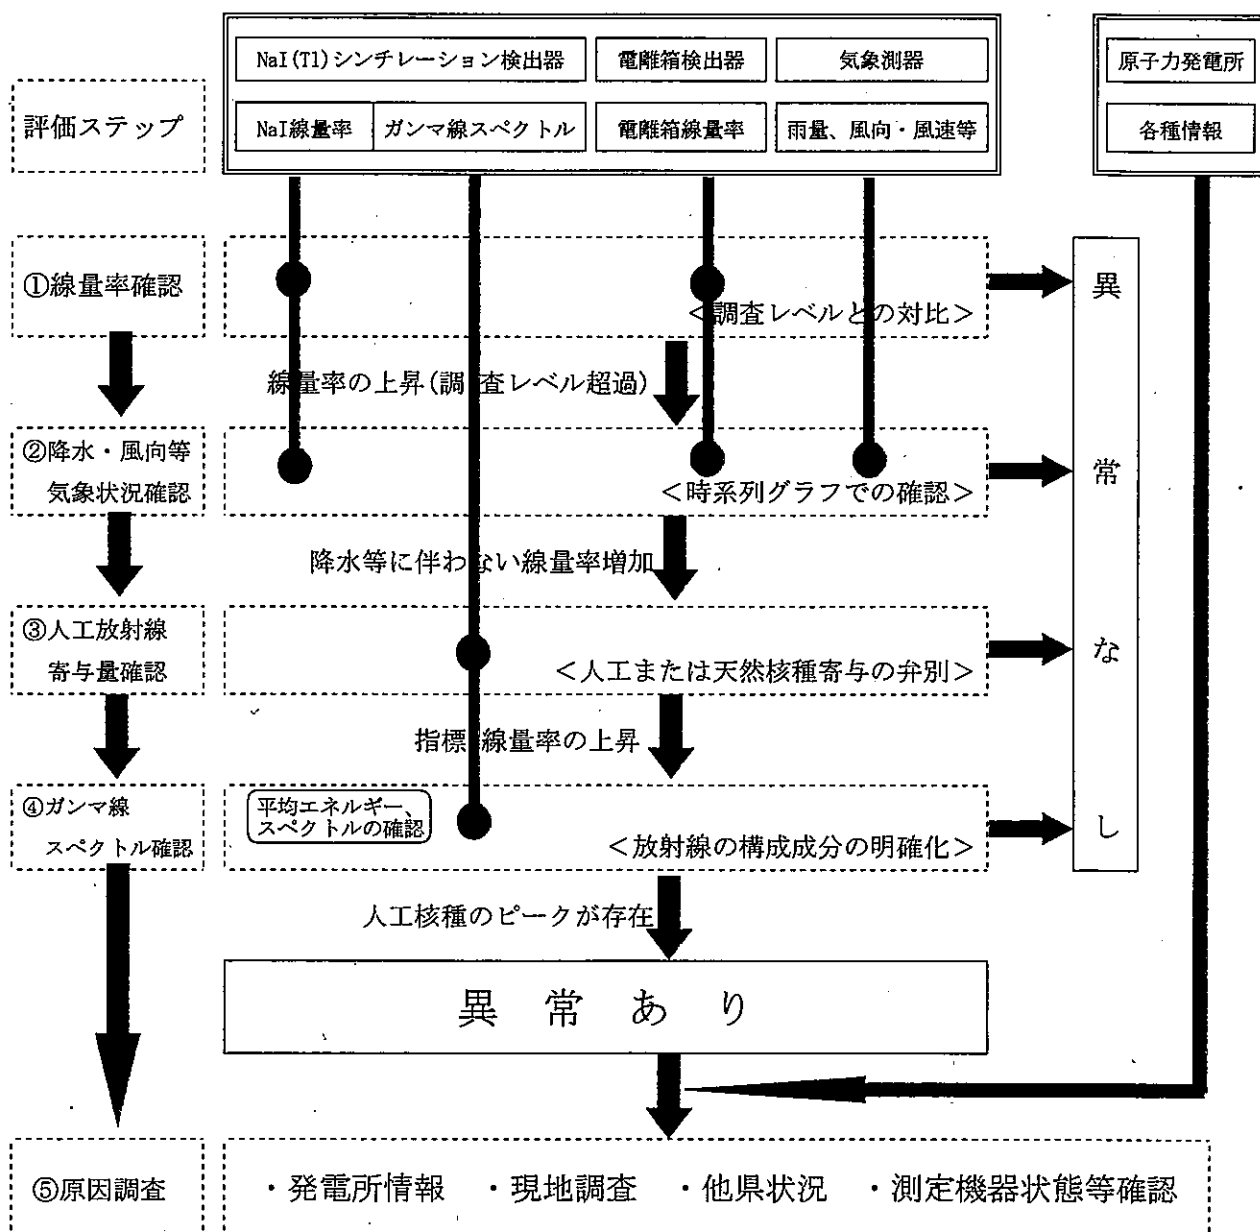 NaI(Tl)シンチレーション検出器
電離箱検出器
気象測器
原子力発電所
評価ステップ
NaI線量率
ガンマ線スペクトル
電離箱線量率
雨量、風向・風速等
各種情報
①線量率確認
<調査レベルとの対比>
線量率の上昇(調査レベル超過)
②降水・風向等
気象状況確認
<時系列グラフでの確認>
降水等に伴わない線量率増加
③人工放射線
寄与量確認
<人工または天然核種寄与の弁別>
指標線量率の上昇
④ガンマ線
スペクトル確認
平均エネルギー、
スペクトルの確認
<放射線の構成成分の明確化>
異常なし
人工核種のピークが存在
異常あり
⑤原因調査
・発電所情報 ・現地調査 ・他県状況 ・測定機器状態等確認